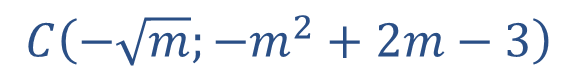 C(−√m; −m² + 2m − 3)